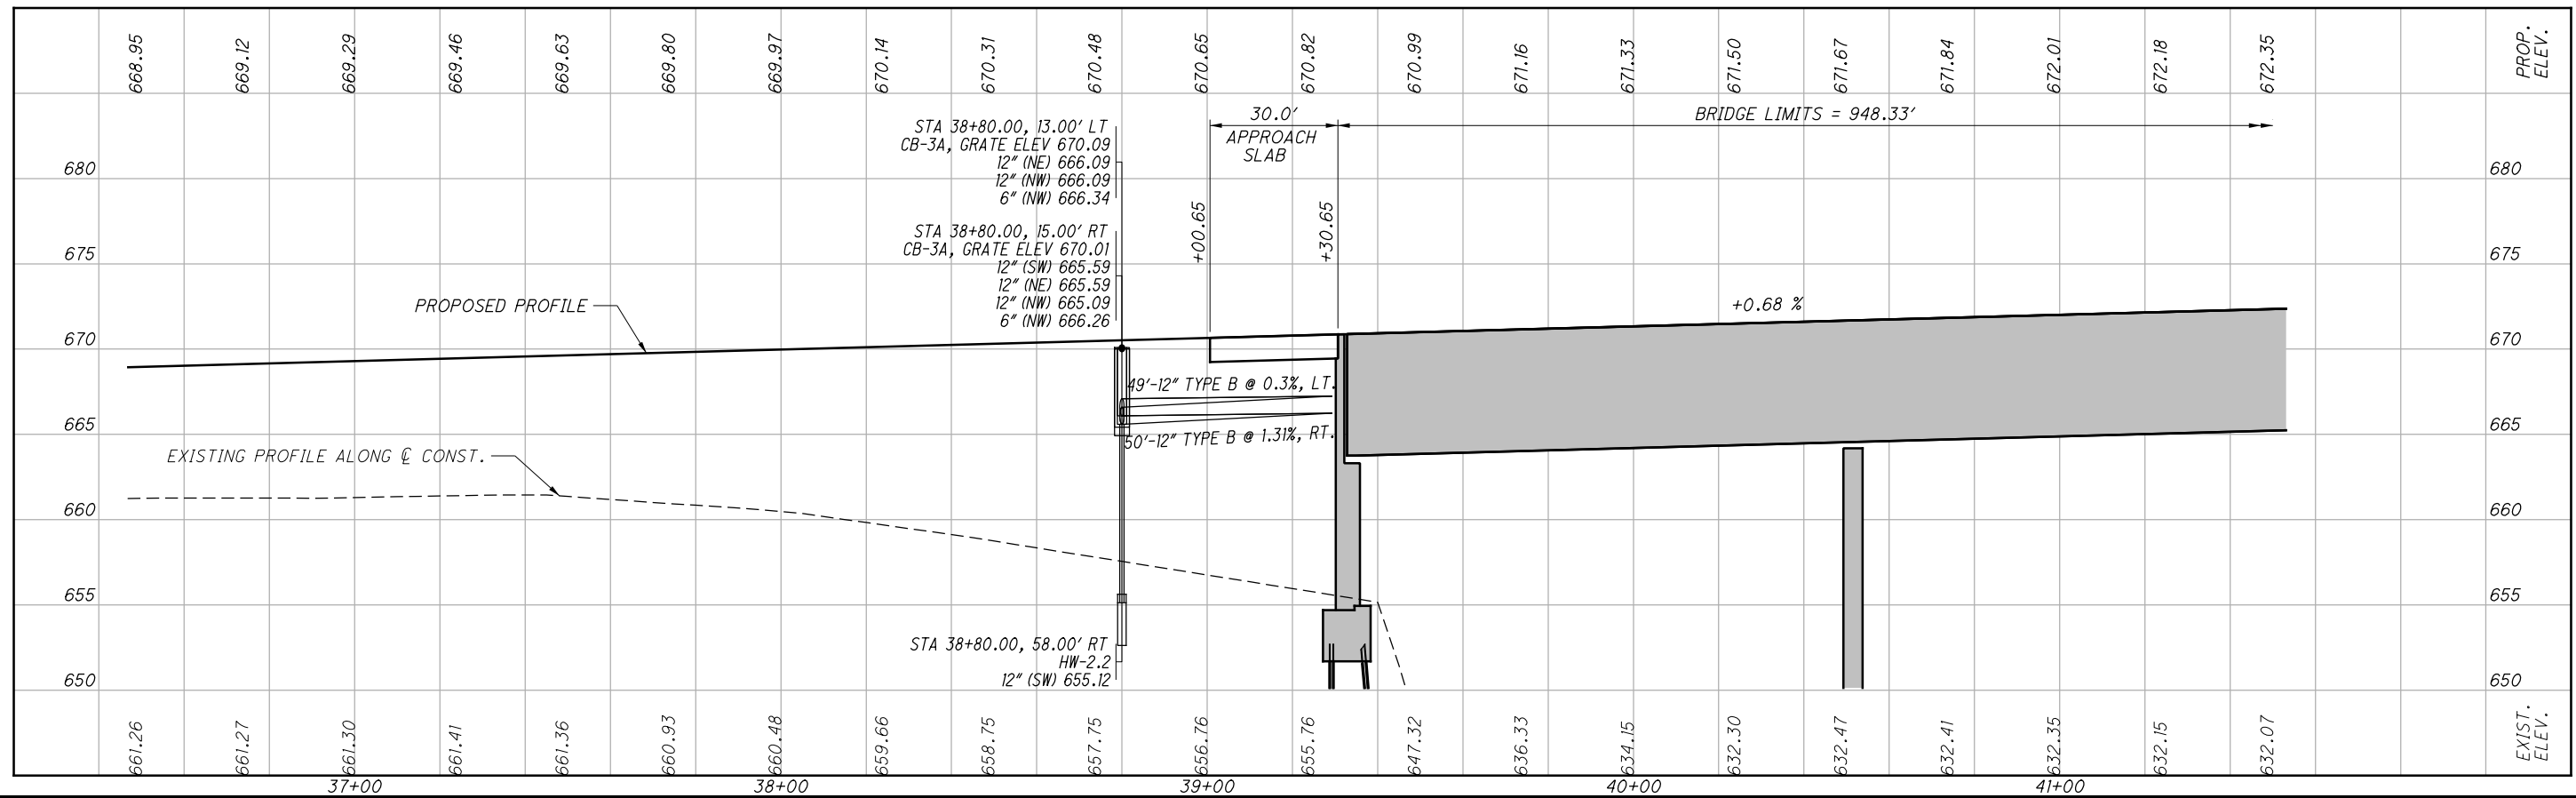 668.95 669.12 669.29 669.46 669.63 669.80 669.97 670.14 670.31 670.48 670.65 670.82 670.99 671.16 671.33 671.50 671.67 671.84 672.01 672.18 672.35
PROP.
ELEV.
30.0'
APPROACH
SLAB
BRIDGE LIMITS = 948.33'
STA 38+80.00, 13.00' LT
CB-3A, GRATE ELEV 670.09
12" (NE) 666.09
12" (NW) 666.09
6" (NW) 666.34
680
680
STA 38+80.00, 15.00' RT
CB-3A, GRATE ELEV 670.01
12" (SW) 665.59
12" (NE) 665.59
12" (NW) 665.09
6" (NW) 666.26
+00.65
+30.65
675
675
PROPOSED PROFILE
+0.68 %
670
670
49'-12" TYPE B @ 0.3%, LT.
50'-12" TYPE B @ 1.31%, RT.
665
665
EXISTING PROFILE ALONG ℄ CONST.
660
660
655
655
STA 38+80.00, 58.00' RT
HW-2.2
12" (SW) 655.12
650
650
661.26 661.27 661.30 661.41 661.36 660.93 660.48 659.66 658.75 657.75 656.76 655.76 647.32 636.33 634.15 632.30 632.47 632.41 632.35 632.15 632.07
EXIST.
ELEV.
37+00 38+00 39+00 40+00 41+00